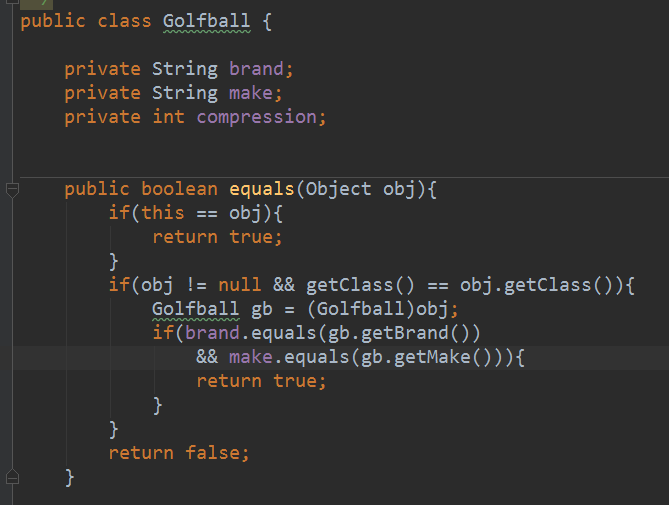 public class Golfball {
private String brand;
private String make;
private int compression;
public boolean equals(Object obj){
if(this == obj){
return true;
}
if(obj != null && getClass() == obj.getClass()){
Golfball gb = (Golfball)obj;
if(brand.equals(gb.getBrand())
&& make.equals(gb.getMake())){
return true;
}
}
return false;
}